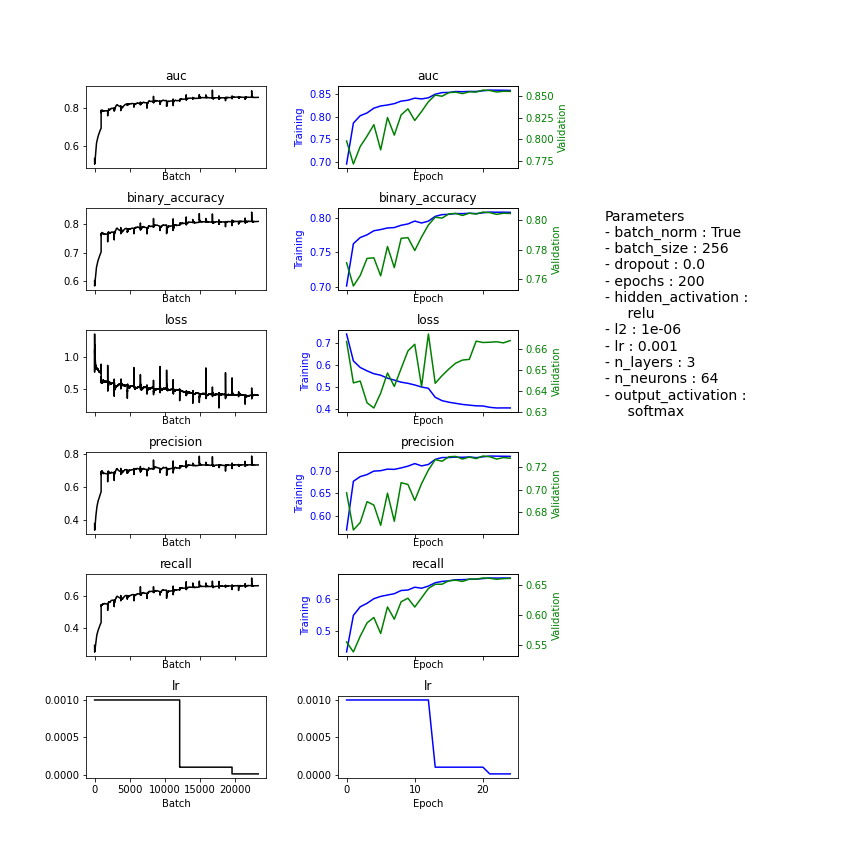 auc
0.8
0.6
Batch
auc
0.85
0.80
0.75
0.70
Training
0.850
0.825
0.800
0.775
Validation
Epoch
binary_accuracy
0.8
0.7
0.6
Batch
binary_accuracy
0.80
0.75
0.70
Training
0.80
0.78
0.76
Validation
Epoch
loss
1.0
0.5
Batch
loss
0.7
0.6
0.5
0.4
Training
0.66
0.65
0.64
0.63
Validation
Epoch
precision
0.8
0.6
0.4
Batch
precision
0.70
0.65
0.60
Training
0.72
0.70
0.68
Validation
Epoch
recall
0.6
0.4
Batch
recall
0.6
0.5
Training
0.65
0.60
0.55
Validation
Epoch
lr
0.0010
0.0005
0.0000
0 5000 10000 15000 20000
Batch
lr
0.0010
0.0005
0.0000
0 10 20
Epoch
Parameters
- batch_norm : True
- batch_size : 256
- dropout : 0.0
- epochs : 200
- hidden_activation :
relu
- l2 : 1e-06
- lr : 0.001
- n_layers : 3
- n_neurons : 64
- output_activation :
softmax